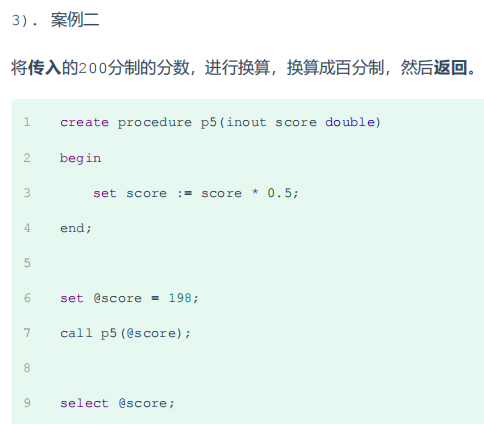 3). 案例二
将传入的200分制的分数，进行换算，换算成百分制，然后返回。
1 create procedure p5(inout score double)
2 begin
3 set score := score * 0.5;
4 end;
5
6 set @score = 198;
7 call p5(@score);
8
9 select @score;